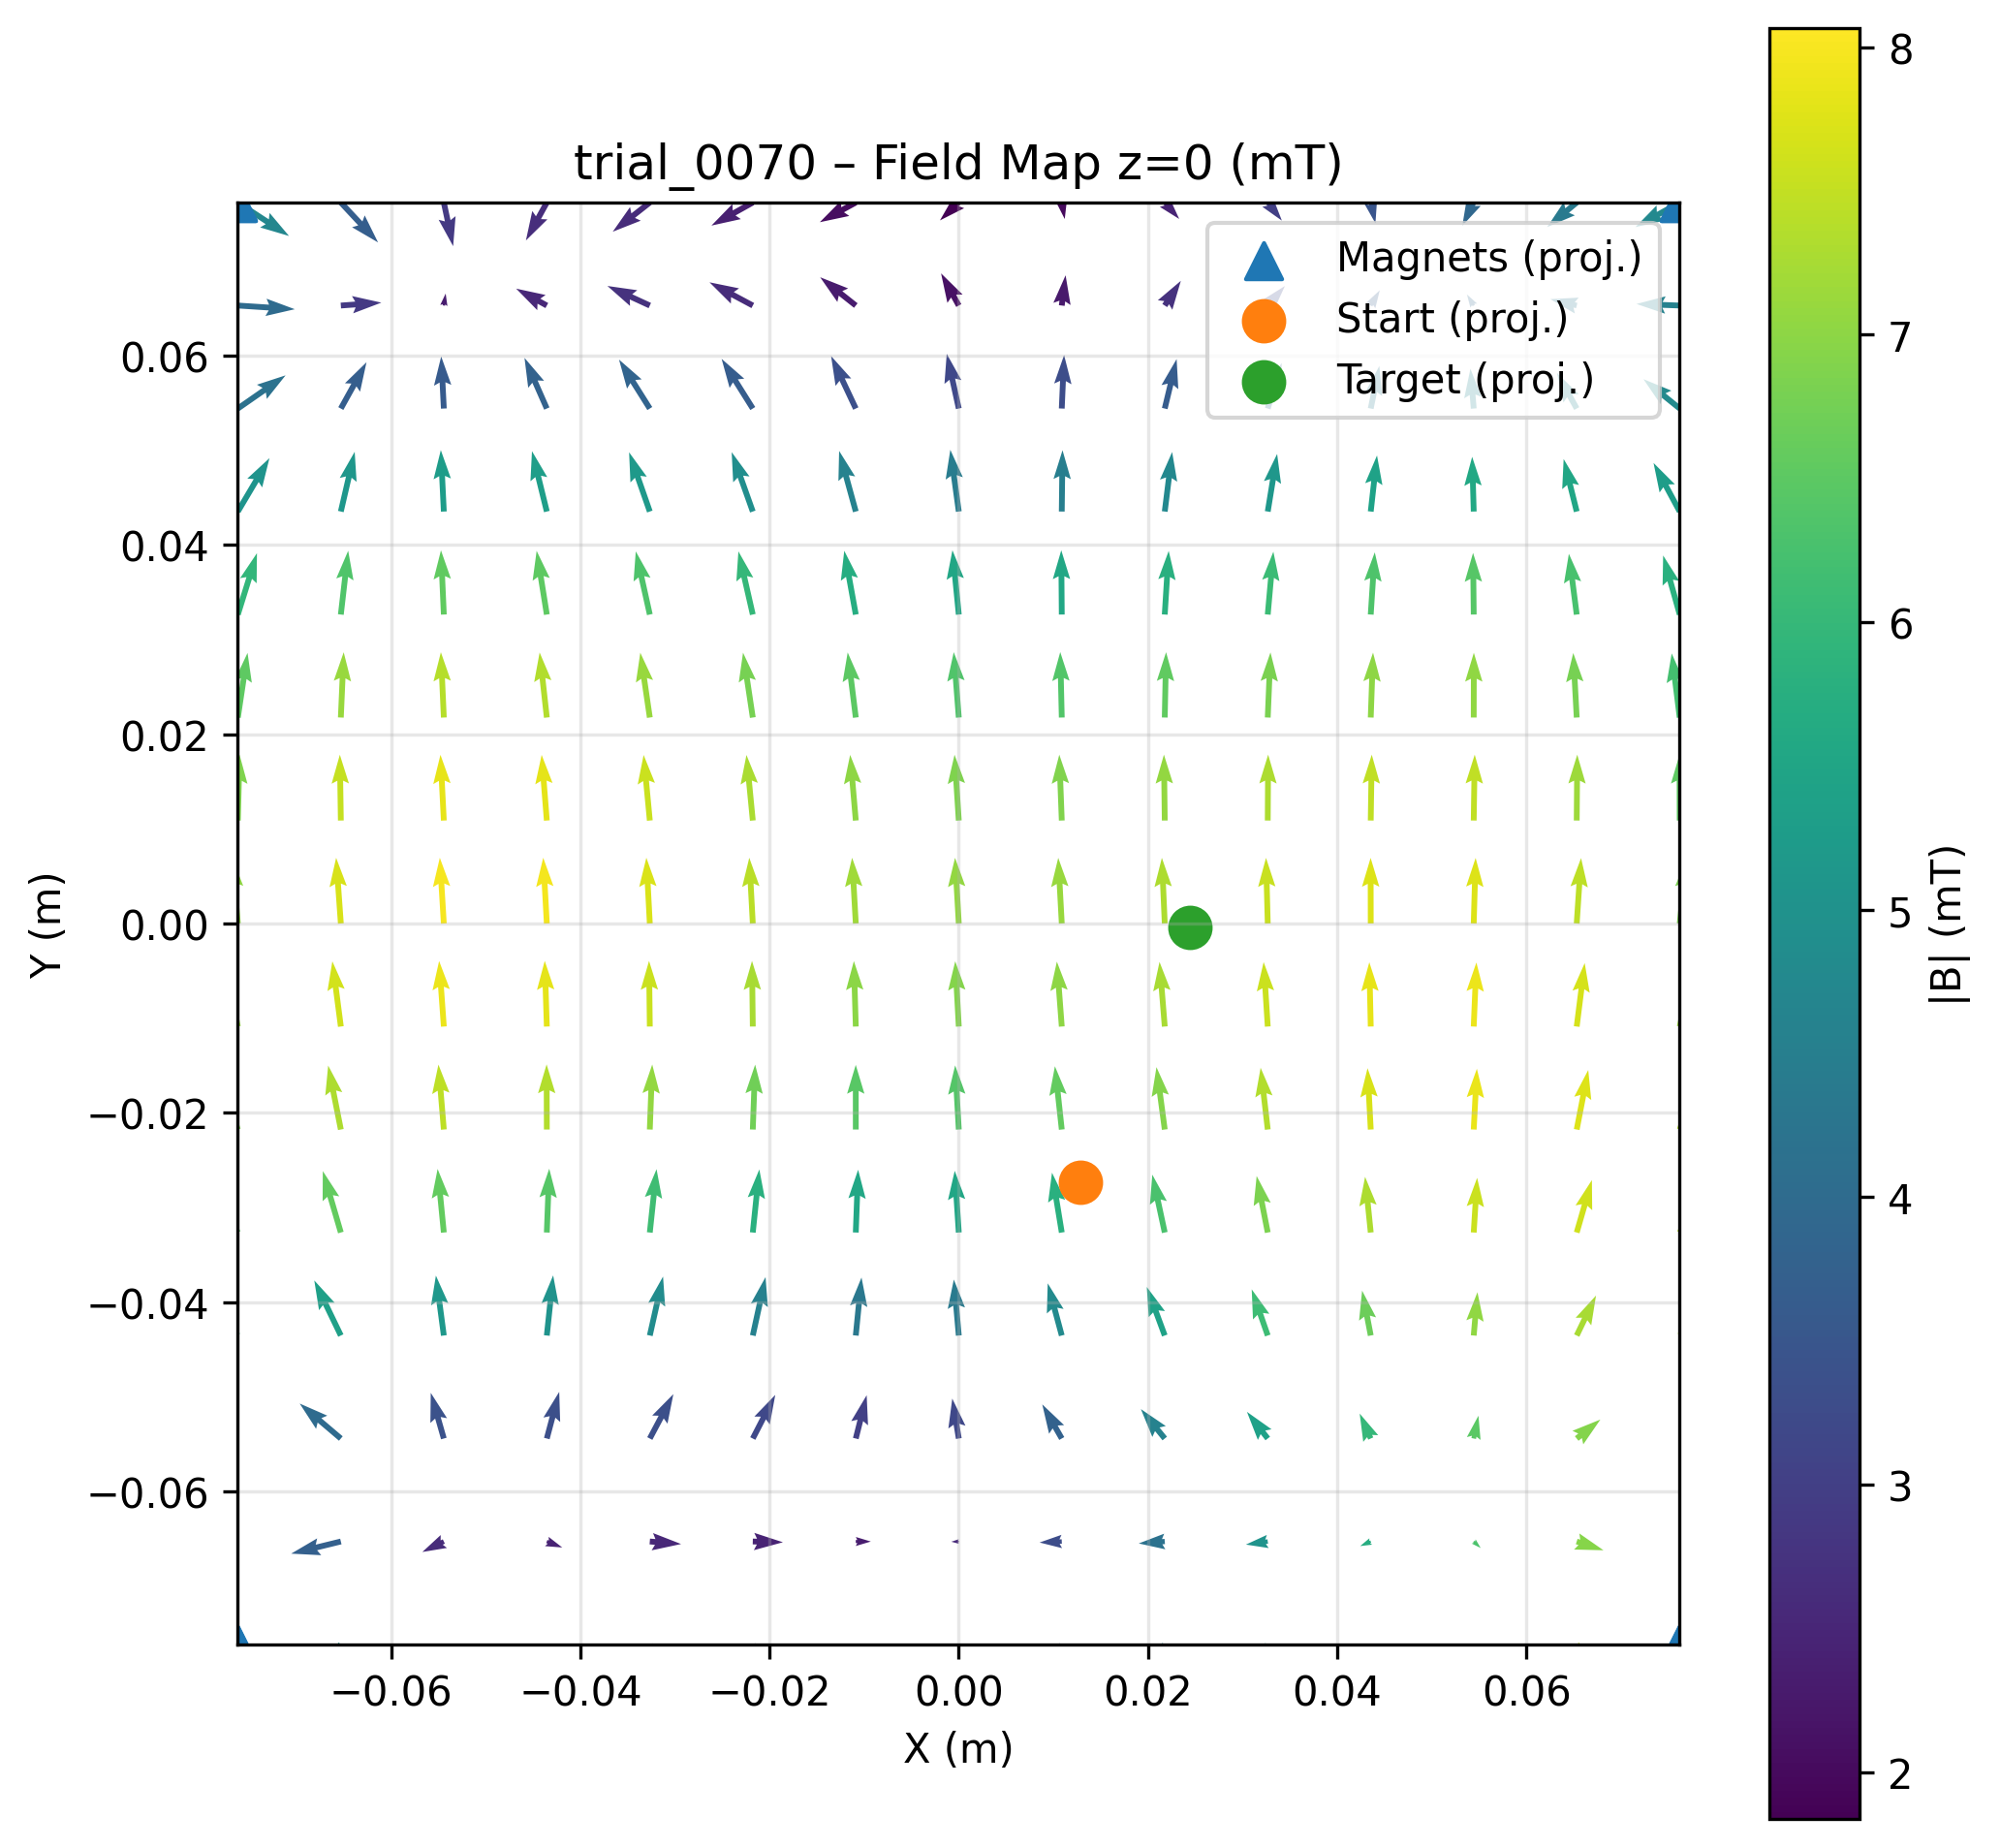 trial_0070 – Field Map z=0 (mT)
Magnets (proj.)
Start (proj.)
Target (proj.)
Y (m)
0.06
0.04
0.02
0.00
−0.02
−0.04
−0.06
−0.06 −0.04 −0.02 0.00 0.02 0.04 0.06
X (m)
8
7
6
5
4
3
2
|B| (mT)